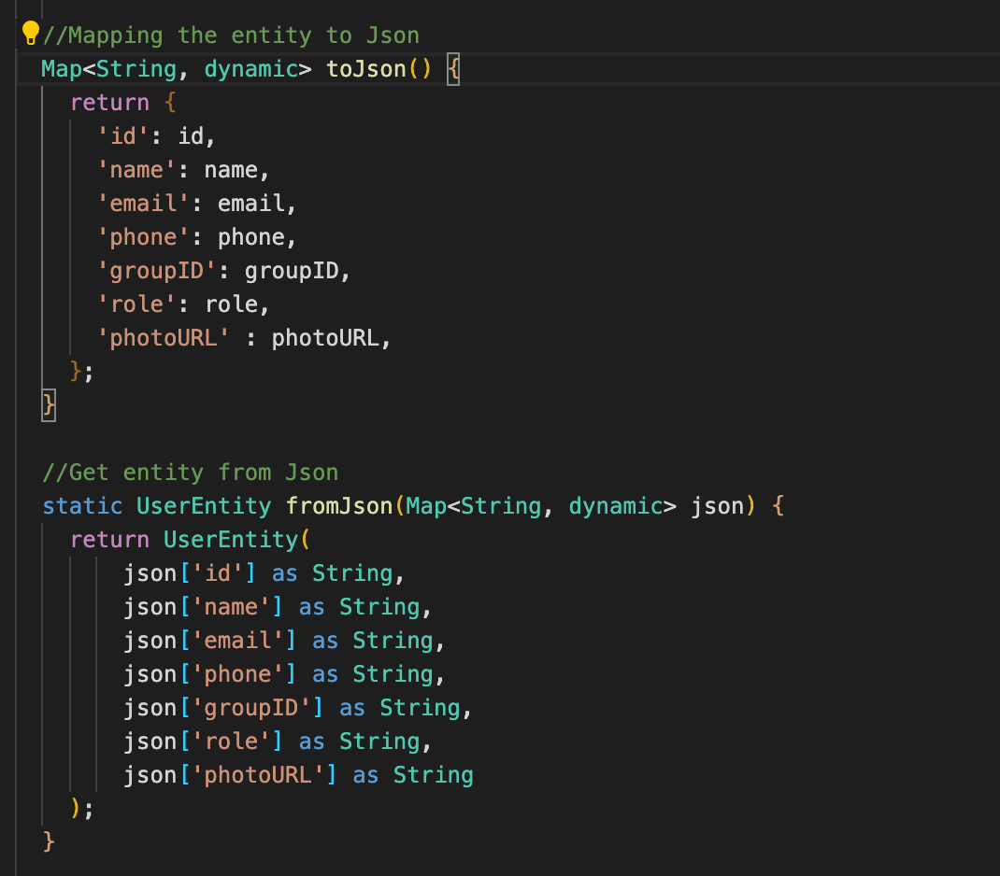 //Mapping the entity to Json
Map<String, dynamic> toJson() {
return {
'id': id,
'name': name,
'email': email,
'phone': phone,
'groupID': groupID,
'role': role,
'photoURL' : photoURL,
};
}
//Get entity from Json
static UserEntity fromJson(Map<String, dynamic> json) {
return UserEntity(
json['id'] as String,
json['name'] as String,
json['email'] as String,
json['phone'] as String,
json['groupID'] as String,
json['role'] as String,
json['photoURL'] as String
);
}